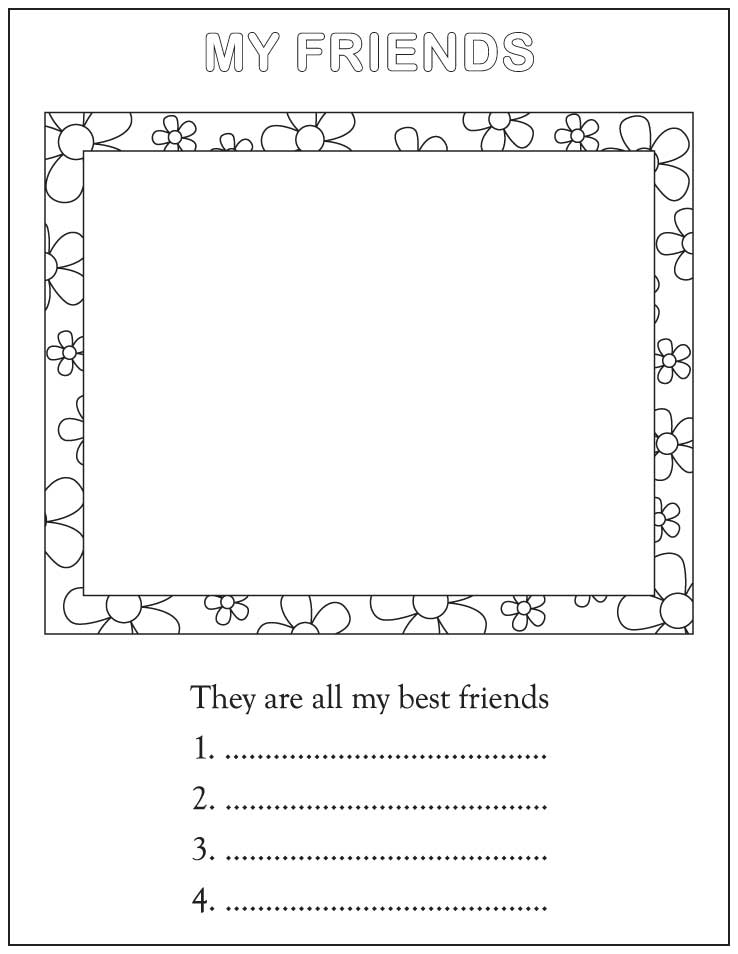 MY FRIENDS
They are all my best friends
1. ........................................
2. ........................................
3. ........................................
4. ........................................